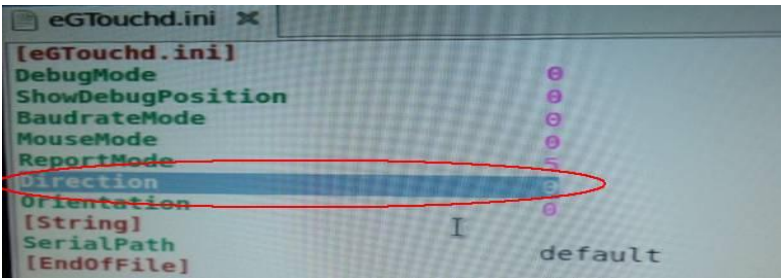 eGTouchd.ini
[eGTouchd.ini]
DebugMode 0
ShowDebugPosition 0
BaudrateMode 0
MouseMode 0
ReportMode 5
Direction 0
Orientation 0
[String]
SerialPath default
[EndOfFile]